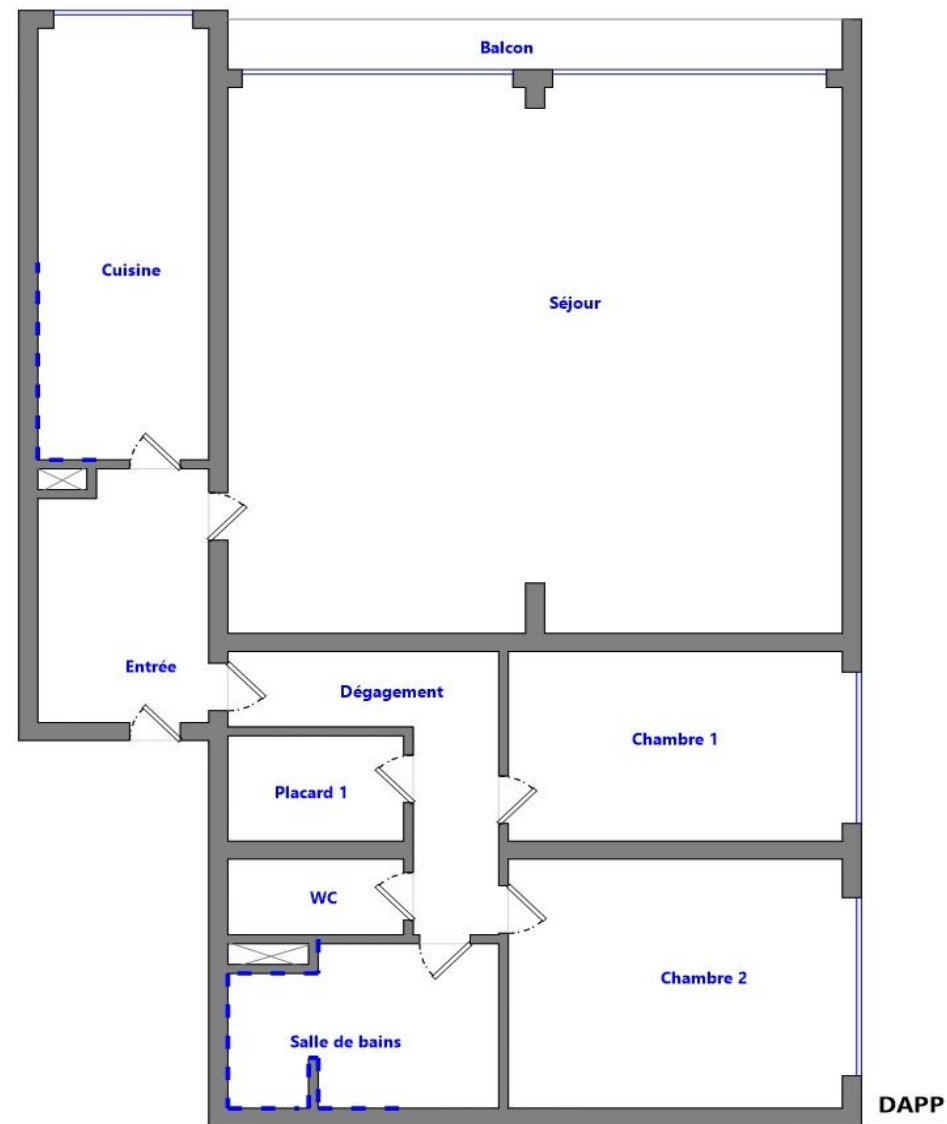 Balcon
Cuisine
Séjour
Entrée
Dégagement
Chambre 1
Placard 1
WC
Chambre 2
Salle de bains
DAPP